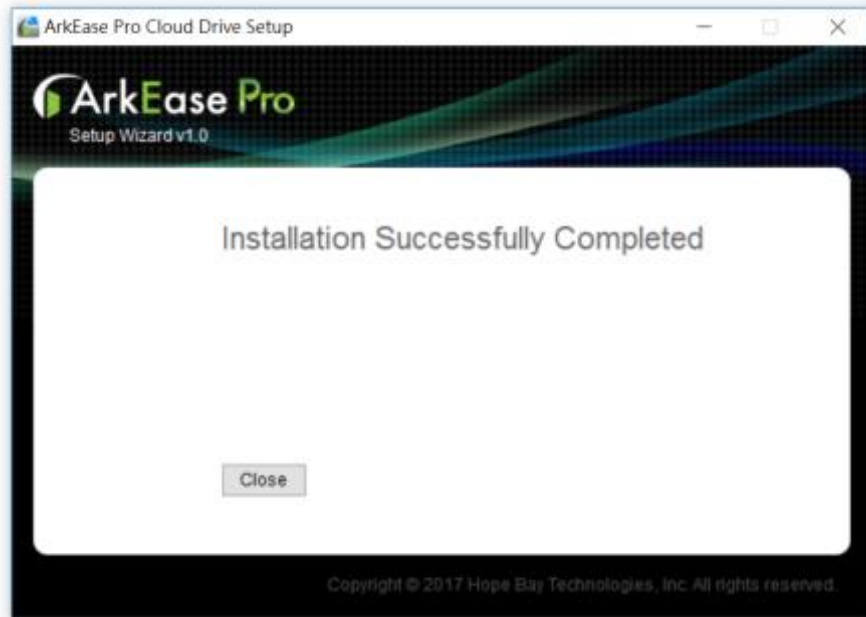 ArkEase Pro Cloud Drive Setup
ArkEase Pro
Setup Wizard v1.0
Installation Successfully Completed
Close
Copyright © 2017 Hope Bay Technologies, Inc. All rights reserved.